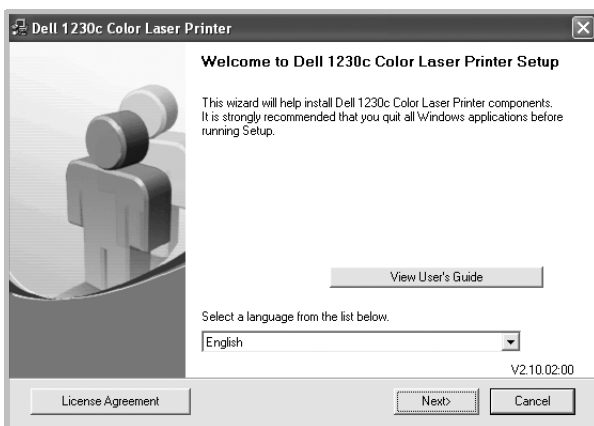 Dell 1230c Color Laser Printer
Welcome to Dell 1230c Color Laser Printer Setup
This wizard will help install Dell 1230c Color Laser Printer components.
It is strongly recommended that you quit all Windows applications before
running Setup.
View User's Guide
Select a language from the list below.
English
V2.10.02:00
License Agreement
Next>
Cancel